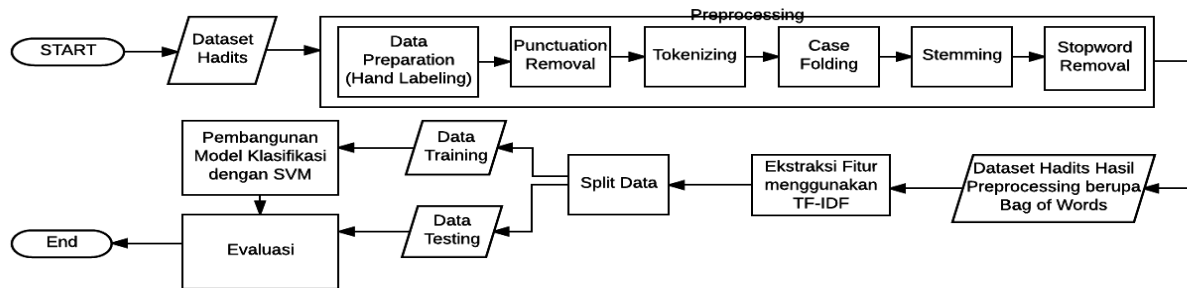 Preprocessing
START
Dataset
Hadits
Data
Preparation
(Hand Labeling)
Punctuation
Removal
Tokenizing
Case
Folding
Stemming
Stopword
Removal
Dataset Hadits Hasil
Preprocessing berupa
Bag of Words
Ekstraksi Fitur
menggunakan
TF-IDF
Split Data
Data
Training
Data
Testing
Pembangunan
Model Klasifikasi
dengan SVM
Evaluasi
End